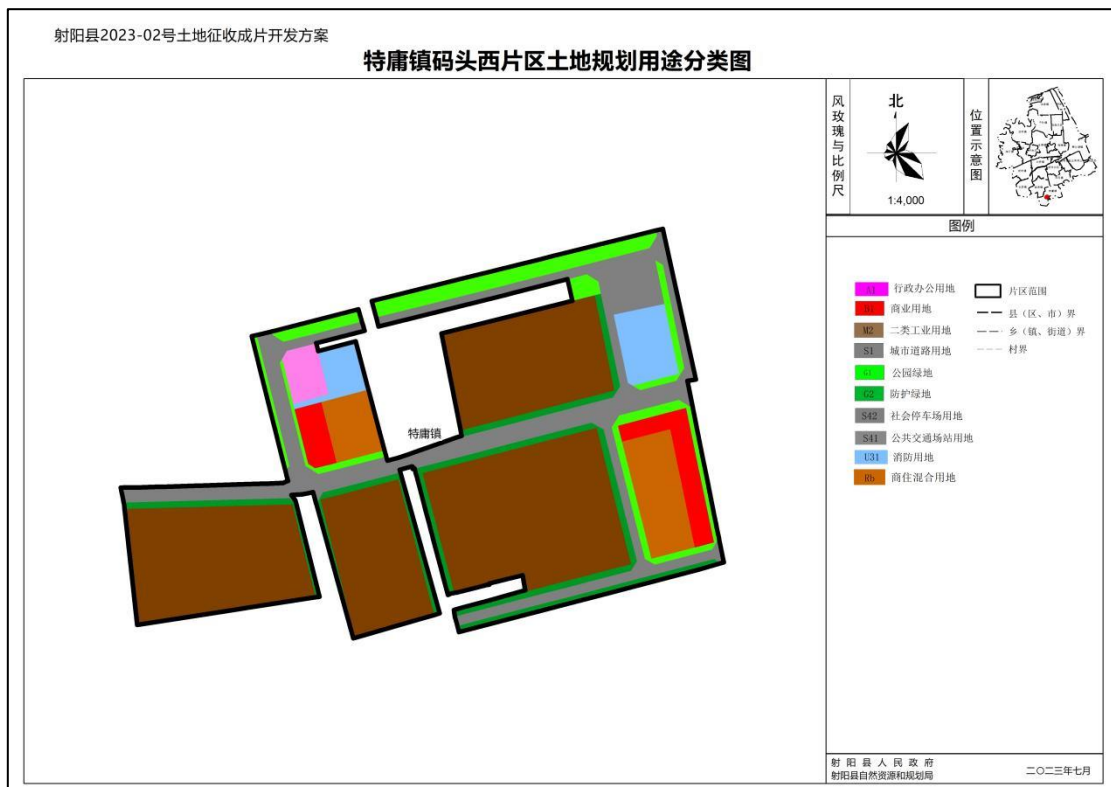 射阳县2023-02号土地征收成片开发方案
特庸镇码头西片区土地规划用途分类图
风玫瑰与比例尺
北
1:4,000
位置示意图
图例
A1 行政办公用地
B1 商业用地
M2 二类工业用地
S1 城市道路用地
G1 公园绿地
G2 防护绿地
S42 社会停车场用地
S41 公共交通场站用地
U31 消防用地
Rb 商住混合用地
片区范围
县（区、市）界
乡（镇、街道）界
村界
特庸镇
射阳县人民政府
射阳县自然资源和规划局
二〇二三年七月